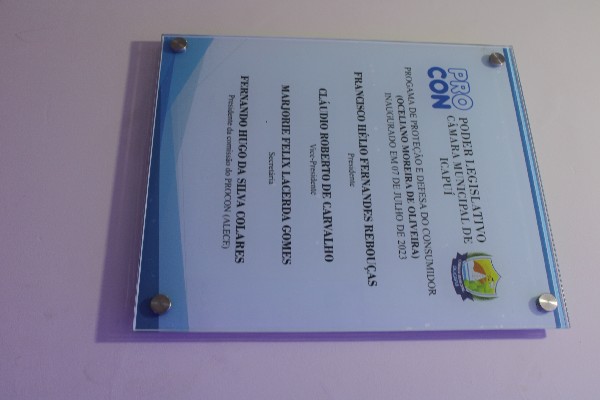 PRO
CON
PODER LEGISLATIVO
CÂMARA MUNICIPAL DE
ICAPUÍ
PROGAMA DE PROTEÇÃO E DEFESA DO CONSUMIDOR
(OCELIANO MOREIRA DE OLIVEIRA)
INAUGURADO EM 07 DE JULHO DE 2023
FRANCISCO HÉLIO FERNANDES REBOUÇAS
Presidente
CLÁUDIO ROBERTO DE CARVALHO
Vice-Presidente
MARJORIE FELIX LACERDA GOMES
Secretária
FERNANDO HUGO DA SILVA COLARES
Presidente da comissão do PROCON (ALECE)